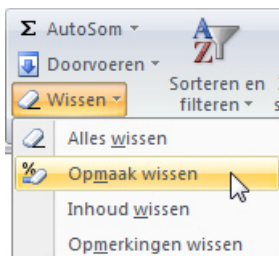 Σ AutoSom
Doorvoeren
Wissen
A
Z
Sorteren en
filteren
Alles wissen
Opmaak wissen
Inhoud wissen
Opmerkingen wissen